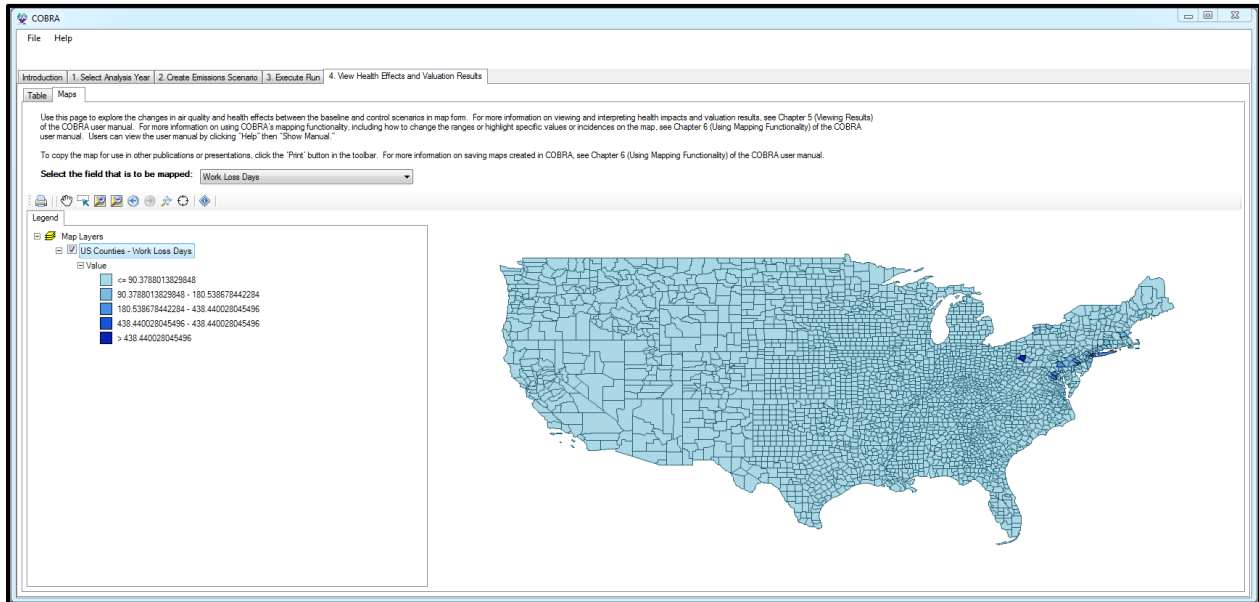 COBRA
File Help
Introduction 1. Select Analysis Year 2. Create Emissions Scenario 3. Execute Run 4. View Health Effects and Valuation Results
Table Maps
Use this page to explore the changes in air quality and health effects between the baseline and control scenarios in map form. For more information on viewing and interpreting health impacts and valuation results, see Chapter 5 (Viewing Results)
of the COBRA user manual. For more information on using COBRA's mapping functionality, including how to change the ranges or highlight specific values or incidences on the map, see Chapter 6 (Using Mapping Functionality) of the COBRA
user manual. Users can view the user manual by clicking "Help" then "Show Manual."
To copy the map for use in other publications or presentations, click the 'Print' button in the toolbar. For more information on saving maps created in COBRA, see Chapter 6 (Using Mapping Functionality) of the COBRA user manual.
Select the field that is to be mapped: Work Loss Days
Legend
Map Layers
US Counties - Work Loss Days
Value
<= 90.3788013829848
90.3788013829848 - 180.538678442284
180.538678442284 - 438.440028045496
438.440028045496 - 438.440028045496
> 438.440028045496